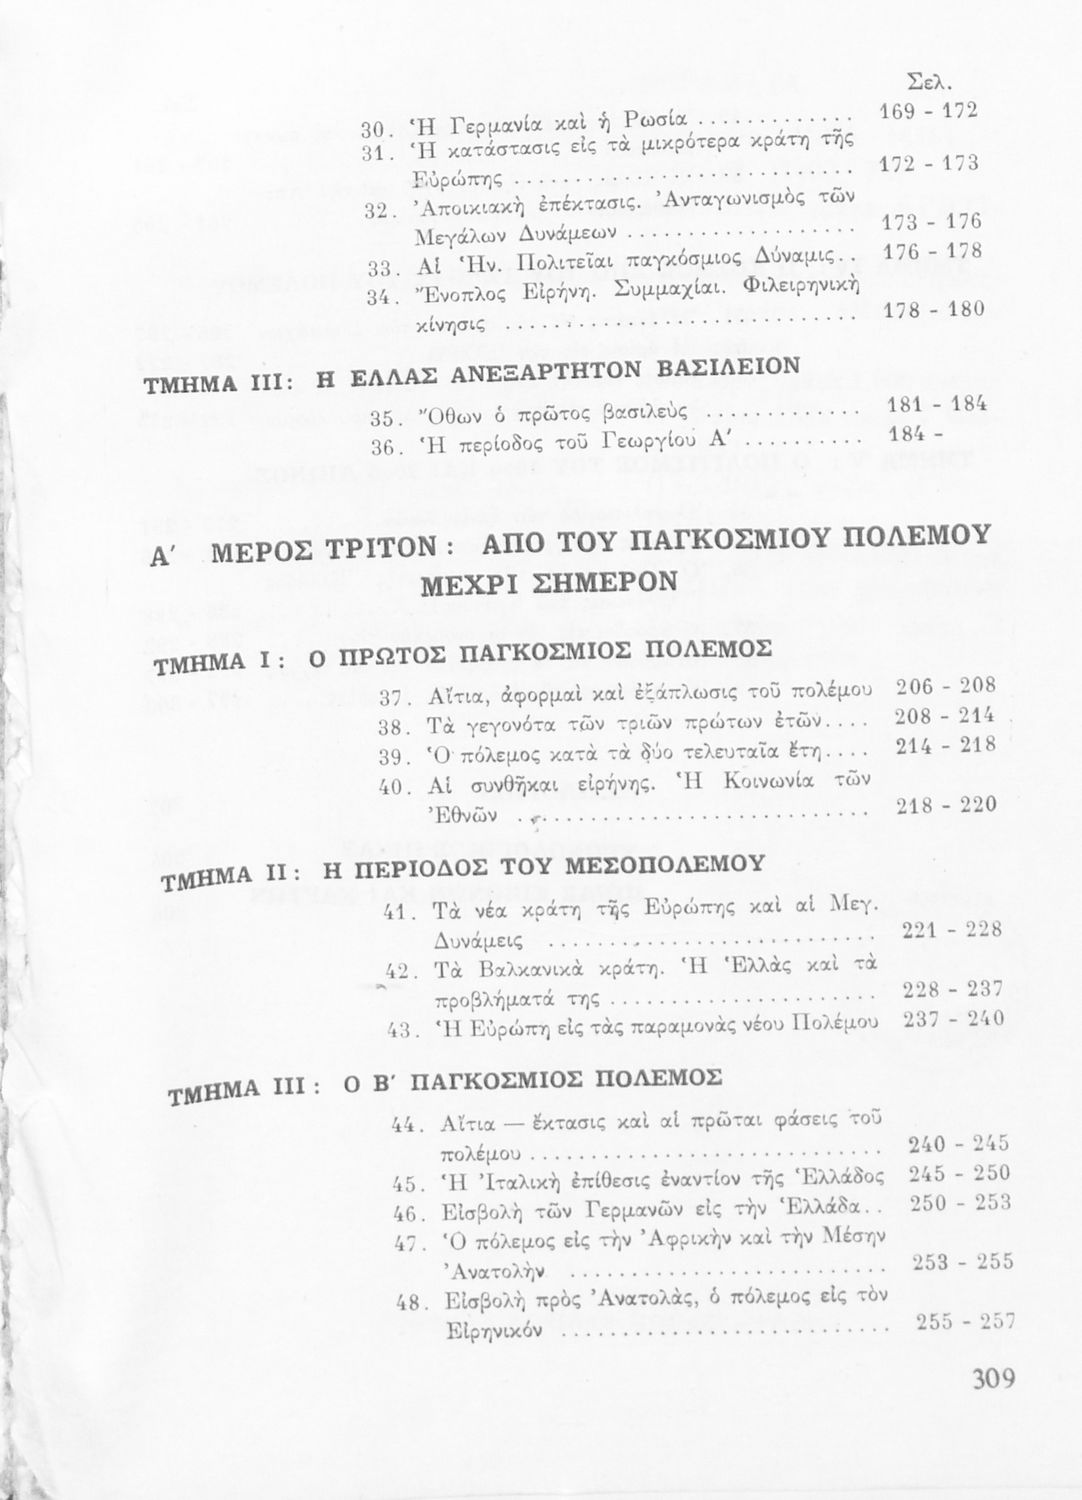 Σελ.
30. Ἡ Γερμανία καὶ ἡ Ρωσία ............. 169 - 172
31. Ἡ κατάστασις εἰς τὰ μικρότερα κράτη τῆς
Εὐρώπης ............................ 172 - 173
32. Ἀποικιακὴ ἐπέκτασις. Ἀνταγωνισμὸς τῶν
Μεγάλων Δυνάμεων ................... 173 - 176
33. Αἱ Ἡν. Πολιτεῖαι παγκόσμιος Δύναμις.. 176 - 178
34. Ἔνοπλος Εἰρήνη. Συμμαχίαι. Φιλειρηνικὴ
κίνησις .............................. 178 - 180
ΤΜΗΜΑ ΙΙΙ: Η ΕΛΛΑΣ ΑΝΕΞΑΡΤΗΤΟΝ ΒΑΣΙΛΕΙΟΝ
35. Ὄθων ὁ πρῶτος βασιλεὺς ............. 181 - 184
36. Ἡ περίοδος τοῦ Γεωργίου Α' .......... 184 -
Α' ΜΕΡΟΣ ΤΡΙΤΟΝ: ΑΠΟ ΤΟΥ ΠΑΓΚΟΣΜΙΟΥ ΠΟΛΕΜΟΥ
ΜΕΧΡΙ ΣΗΜΕΡΟΝ
ΤΜΗΜΑ Ι: Ο ΠΡΩΤΟΣ ΠΑΓΚΟΣΜΙΟΣ ΠΟΛΕΜΟΣ
37. Αἴτια, ἀφορμαὶ καὶ ἐξάπλωσις τοῦ πολέμου 206 - 208
38. Τὰ γεγονότα τῶν τριῶν πρώτων ἐτῶν.... 208 - 214
39. Ὁ πόλεμος κατὰ τὰ δύο τελευταῖα ἔτη.... 214 - 218
40. Αἱ συνθῆκαι εἰρήνης. Ἡ Κοινωνία τῶν
Ἐθνῶν ............................. 218 - 220
ΤΜΗΜΑ ΙΙ: Η ΠΕΡΙΟΔΟΣ ΤΟΥ ΜΕΣΟΠΟΛΕΜΟΥ
41. Τὰ νέα κράτη τῆς Εὐρώπης καὶ αἱ Μεγ.
Δυνάμεις ............................ 221 - 228
42. Τὰ Βαλκανικὰ κράτη. Ἡ Ἑλλὰς καὶ τὰ
προβλήματά της ...................... 228 - 237
43. Ἡ Εὐρώπη εἰς τὰς παραμονὰς νέου Πολέμου 237 - 240
ΤΜΗΜΑ ΙΙΙ: Ο Β' ΠΑΓΚΟΣΜΙΟΣ ΠΟΛΕΜΟΣ
44. Αἴτια — ἔκτασις καὶ αἱ πρῶται φάσεις τοῦ
πολέμου .............................. 240 - 245
45. Ἡ Ἰταλικὴ ἐπίθεσις ἐναντίον τῆς Ἑλλάδος 245 - 250
46. Εἰσβολὴ τῶν Γερμανῶν εἰς τὴν Ἑλλάδα.. 250 - 253
47. Ὁ πόλεμος εἰς τὴν Ἀφρικὴν καὶ τὴν Μέσην
Ἀνατολὴν ........................... 253 - 255
48. Εἰσβολὴ πρὸς Ἀνατολάς, ὁ πόλεμος εἰς τὸν
Εἰρηνικόν ............................ 255 - 257
309